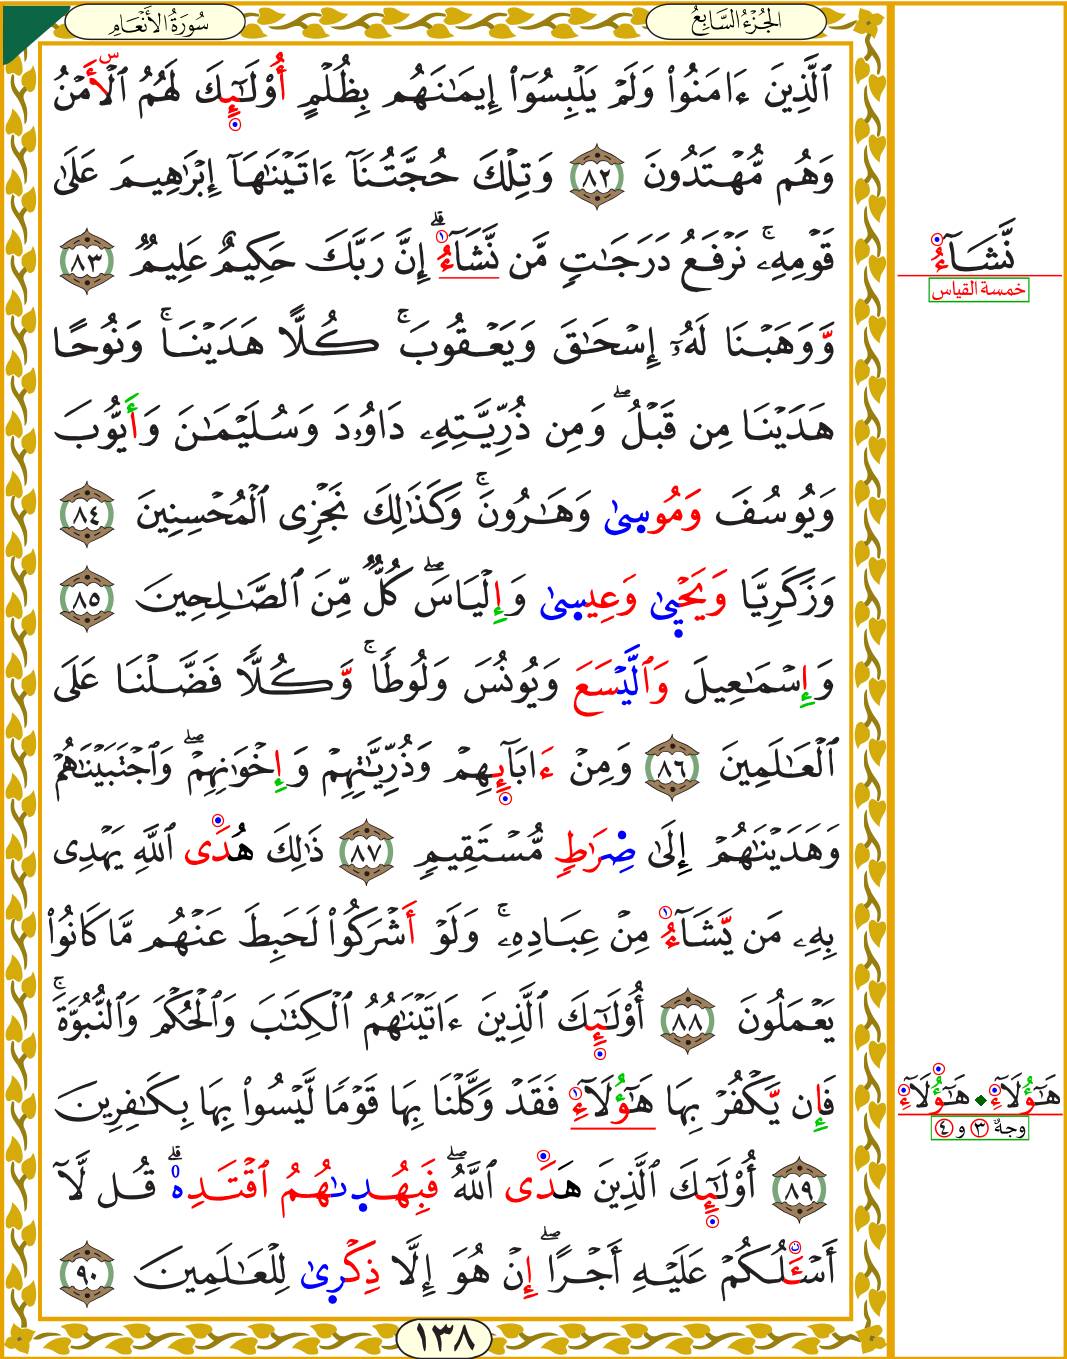 سُورَةُ الأَنْعَامِ
الجُزْءُ السَّابِعُ
ٱلَّذِينَ ءَامَنُوا۟ وَلَمْ يَلْبِسُوٓا۟ إِيمَـٰنَهُم بِظُلْمٍ أُو۟لَـٰٓئِكَ لَهُمُ ٱلْأَمْنُ
وَهُم مُّهْتَدُونَ ٨٢ وَتِلْكَ حُجَّتُنَآ ءَاتَيْنَـٰهَآ إِبْرَٰهِيمَ عَلَىٰ
قَوْمِهِۦۚ نَرْفَعُ دَرَجَـٰتٍ مَّن نَّشَآءُۗ إِنَّ رَبَّكَ حَكِيمٌ عَلِيمٌ ٨٣
وَوَهَبْنَا لَهُۥٓ إِسْحَـٰقَ وَيَعْقُوبَۚ كُلًّا هَدَيْنَاۚ وَنُوحًا
هَدَيْنَا مِن قَبْلُۖ وَمِن ذُرِّيَّتِهِۦ دَاوُۥدَ وَسُلَيْمَـٰنَ وَأَيُّوبَ
وَيُوسُفَ وَمُوسِىٰ وَهَـٰرُونَۚ وَكَذَٰلِكَ نَجْزِى ٱلْمُحْسِنِينَ ٨٤
وَزَكَرِيَّا وَيَحْيِىٰ وَعِيسِىٰ وَإِلْيَاسَۖ كُلٌّ مِّنَ ٱلصَّـٰلِحِينَ ٨٥
وَإِسْمَـٰعِيلَ وَٱلَّيْسَعَ وَيُونُسَ وَلُوطًاۚ وَّكُلًّا فَضَّلْنَا عَلَى
ٱلْعَـٰلَمِينَ ٨٦ وَمِنْ ءَابَآئِهِمْ وَذُرِّيَّـٰتِهِمْ وَإِخْوَٰنِهِمْۖ وَٱجْتَبَيْنَـٰهُمْ
وَهَدَيْنَـٰهُمْ إِلَىٰ صِرَٰطٍ مُّسْتَقِيمٍ ٨٧ ذَٰلِكَ هُدَى ٱللَّهِ يَهْدِى
بِهِۦ مَن يَّشَآءُ مِنْ عِبَادِهِۦۚ وَلَوْ أَشْرَكُوا۟ لَحَبِطَ عَنْهُم مَّا كَانُوا۟
يَعْمَلُونَ ٨٨ أُو۟لَـٰٓئِكَ ٱلَّذِينَ ءَاتَيْنَـٰهُمُ ٱلْكِتَـٰبَ وَٱلْحُكْمَ وَٱلنُّبُوَّةَۚ
فَإِن يَّكْفُرْ بِهَا هَـٰٓؤُلَآءِ فَقَدْ وَكَّلْنَا بِهَا قَوْمًا لَّيْسُوا۟ بِهَا بِكَـٰفِرِينَ
٨٩ أُو۟لَـٰٓئِكَ ٱلَّذِينَ هَدَى ٱللَّهُۖ فَبِهُدِىٰهُمُ ٱقْتَدِهْۗ قُل لَّآ
أَسْـَٔلُكُمْ عَلَيْهِ أَجْرًاۖ إِنْ هُوَ إِلَّا ذِكْرِىٰ لِلْعَـٰلَمِينَ ٩٠
١٣٨
نَّشَآءُ
خمسة القياس
هَـٰٓؤُلَآءِ ⬥ هَـٰٓؤُلَآءِ
وجهُ ٣ و ٤